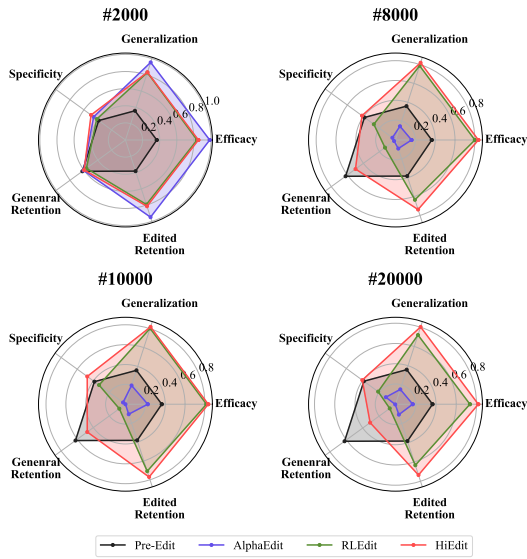 #2000
Generalization
Specificity
1.0
0.8
0.6
0.4
0.2
Efficacy
Genenral
Retention
Edited
Retention
#8000
Generalization
Specificity
0.8
0.6
0.4
0.2
Efficacy
Genenral
Retention
Edited
Retention
#10000
Generalization
Specificity
0.8
0.6
0.4
0.2
Efficacy
Genenral
Retention
Edited
Retention
#20000
Generalization
Specificity
0.8
0.6
0.4
0.2
Efficacy
Genenral
Retention
Edited
Retention
Pre-Edit AlphaEdit RLEdit HiEdit